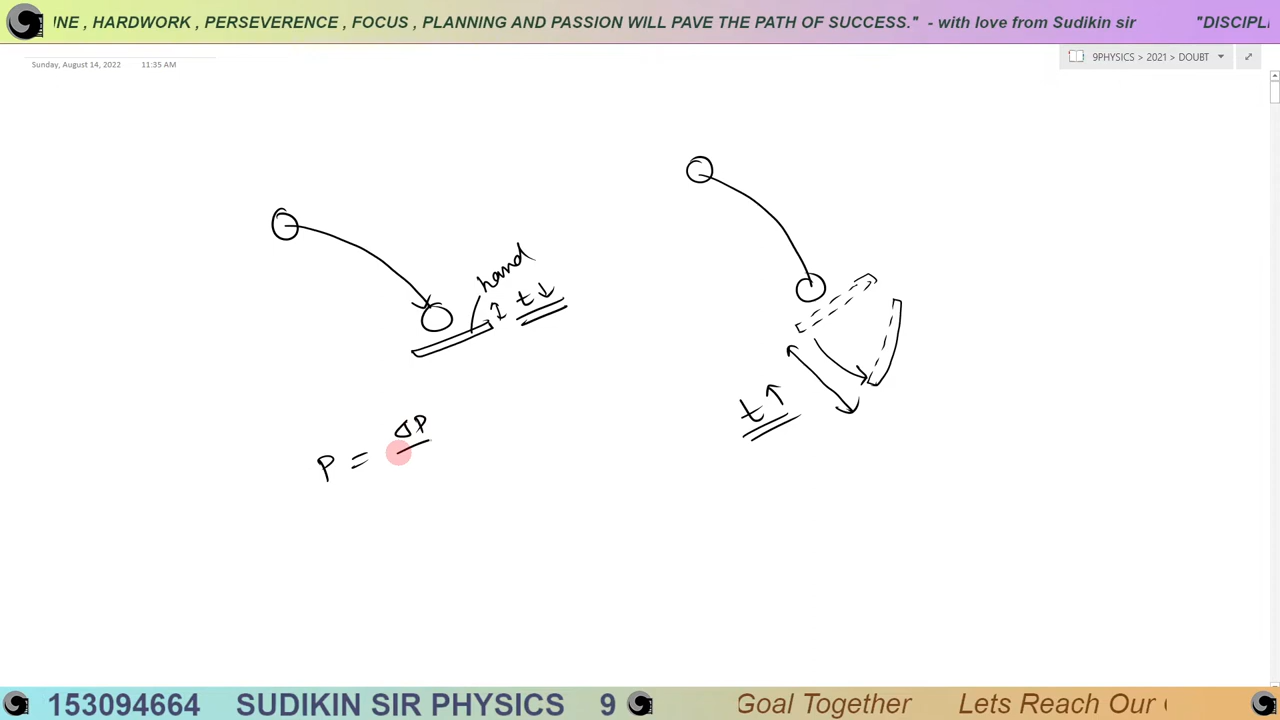 NE , HARDWORK , PERSEVERENCE , FOCUS , PLANNING AND PASSION WILL PAVE THE PATH OF SUCCESS." - with love from Sudikin sir "DISCIPLI
Sunday, August 14, 2022 11:35 AM
9PHYSICS > 2021 > DOUBT
hand
t↓
t↑
P = ΔP
153094664 SUDIKIN SIR PHYSICS 9 Goal Together Lets Reach Our